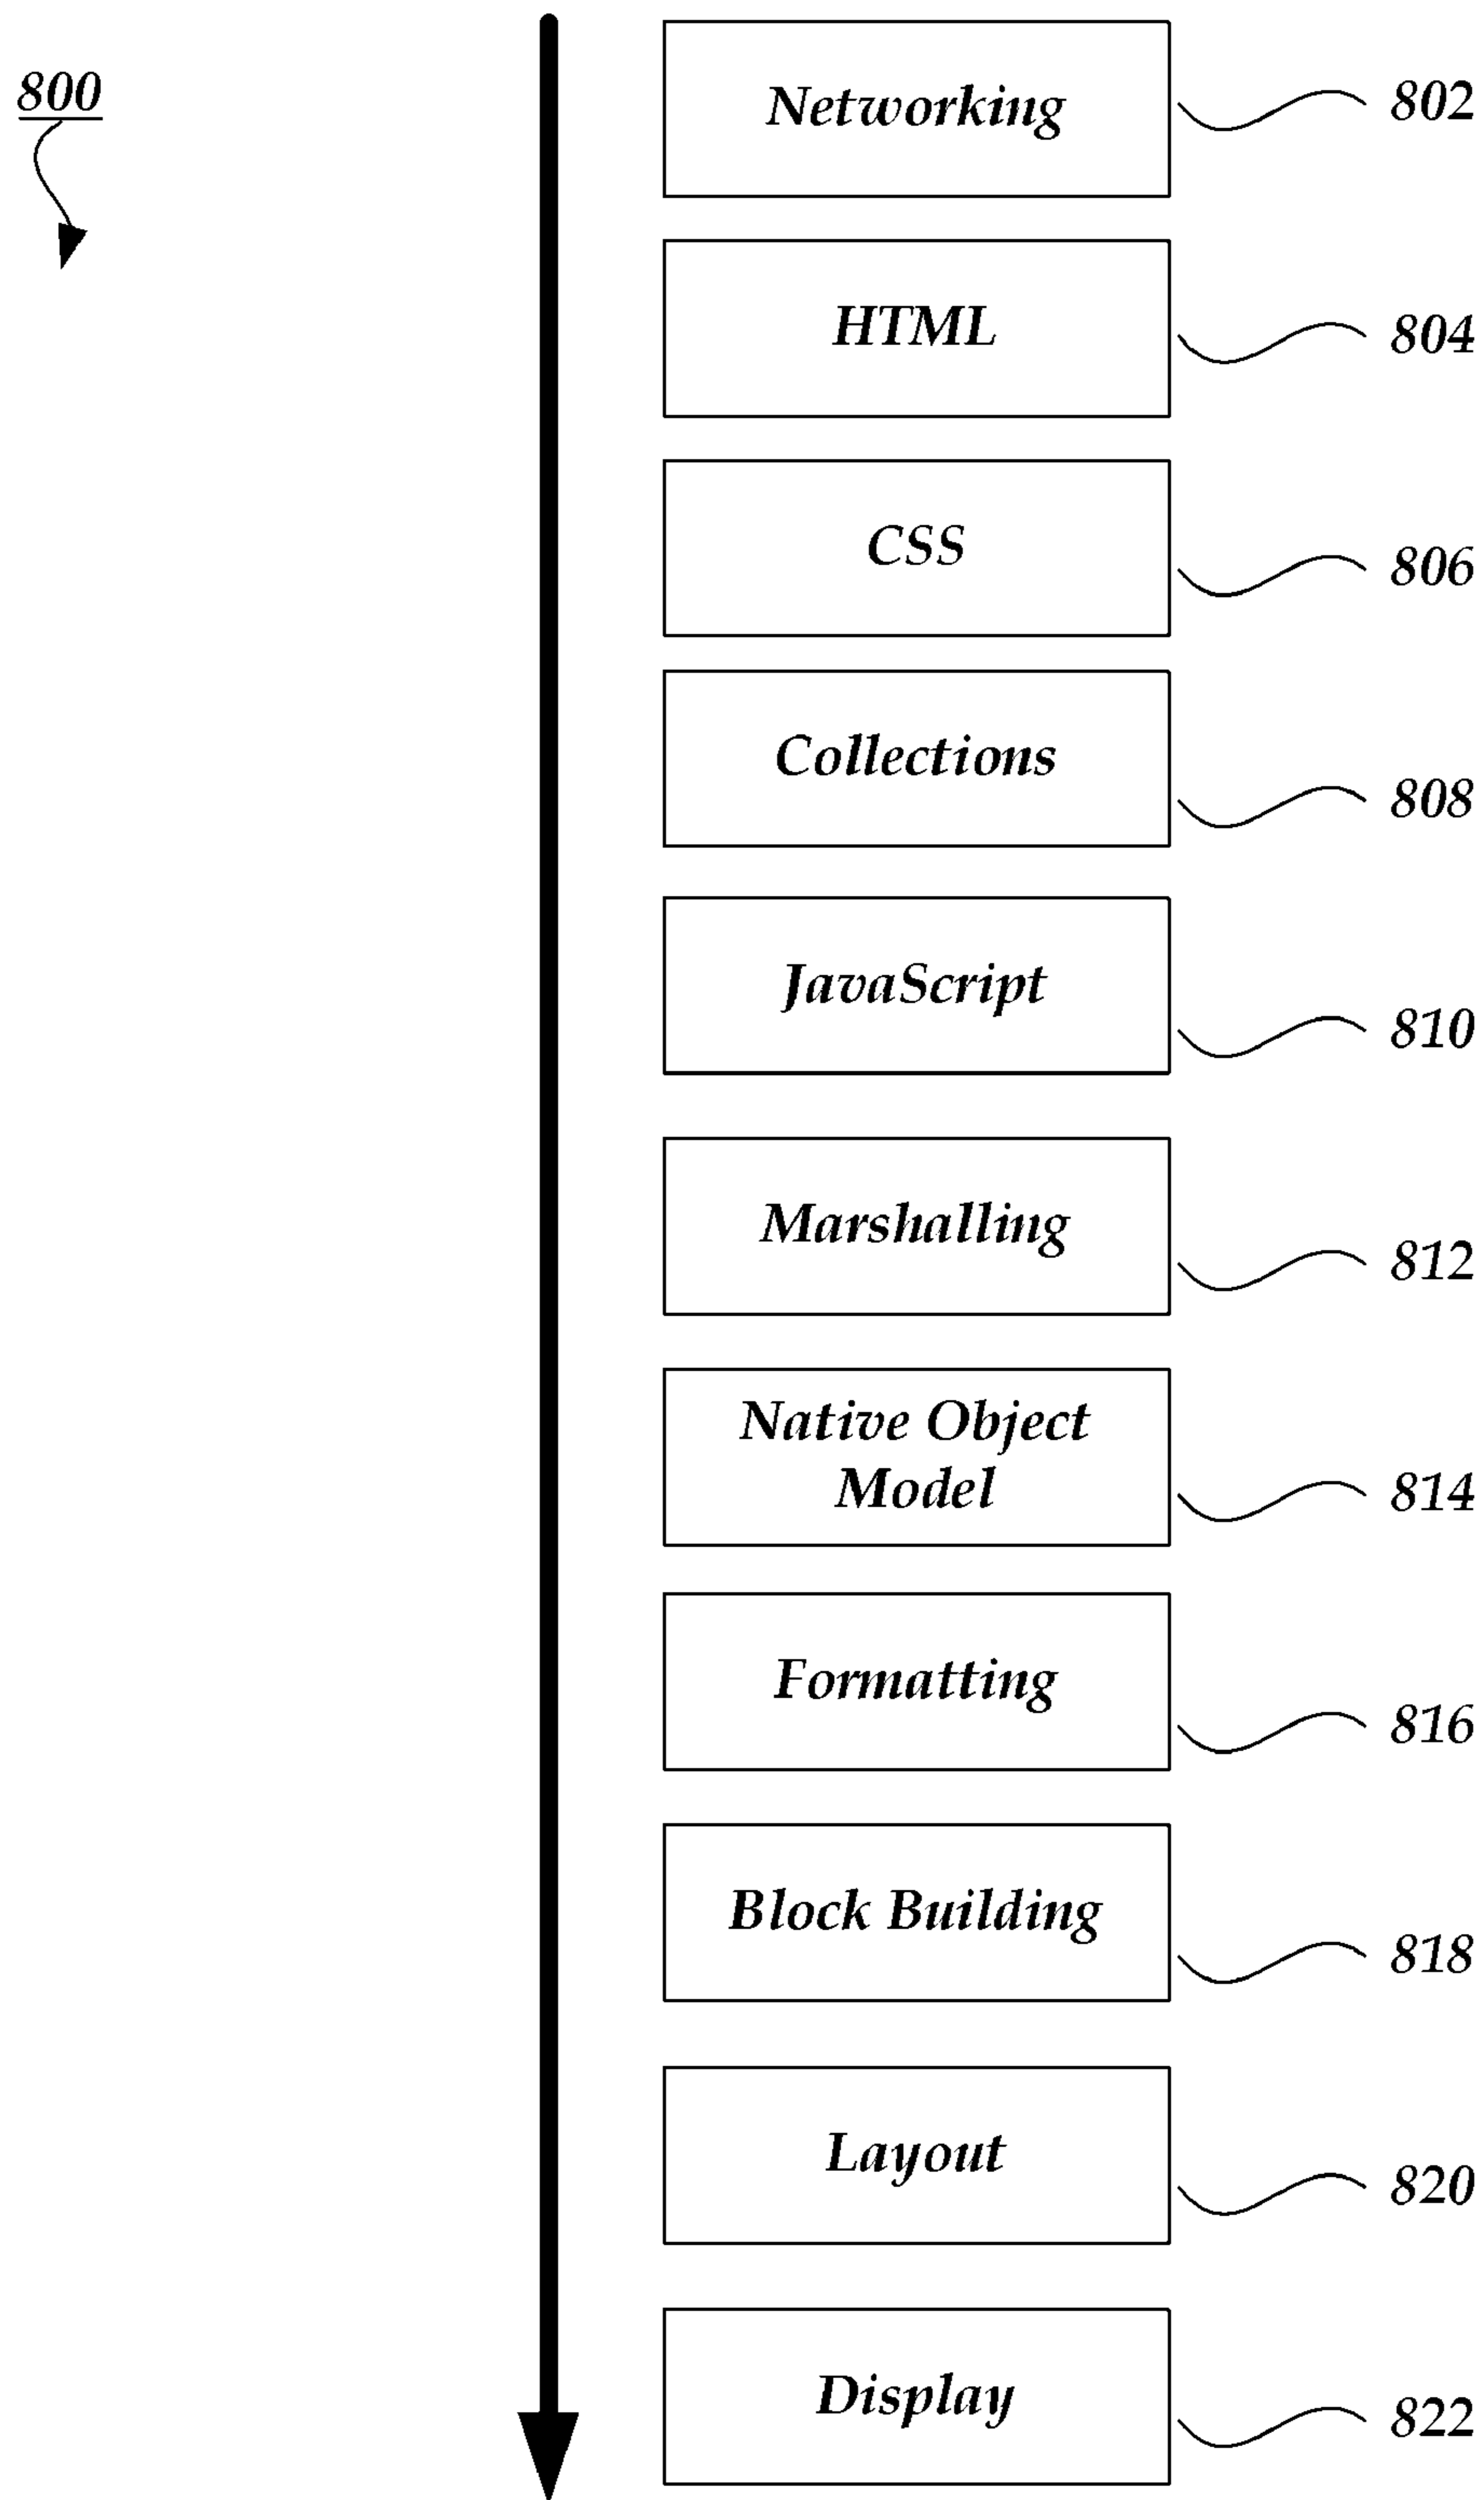 800
Networking
802
HTML
804
CSS
806
Collections
808
JavaScript
810
Marshalling
812
Native Object
Model
814
Formatting
816
Block Building
818
Layout
820
Display
822